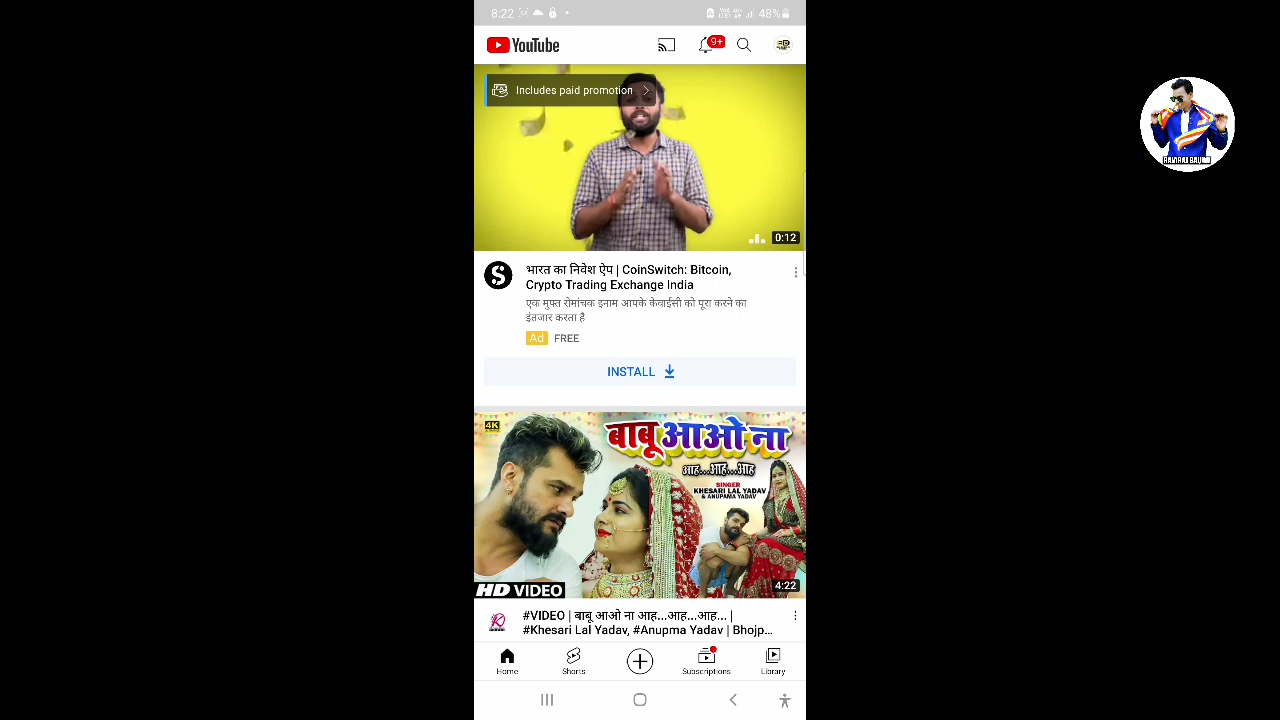 8:22
48%
YouTube
9+
Includes paid promotion
0:12
भारत का निवेश ऐप | CoinSwitch: Bitcoin,
Crypto Trading Exchange India
एक मुफ्त रोमांचक इनाम आपके केवाईसी को पूरा करने का
इंतजार करता है
Ad FREE
INSTALL
4K
बाबू आओ ना
आह...आह...आह
SINGER
KHESARI LAL YADAV
& ANUPAMA YADAV
HD VIDEO
4:22
#VIDEO | बाबू आओ ना आह...आह...आह... |
#Khesari Lal Yadav, #Anupma Yadav | Bhojp...
Home Shorts Subscriptions Library